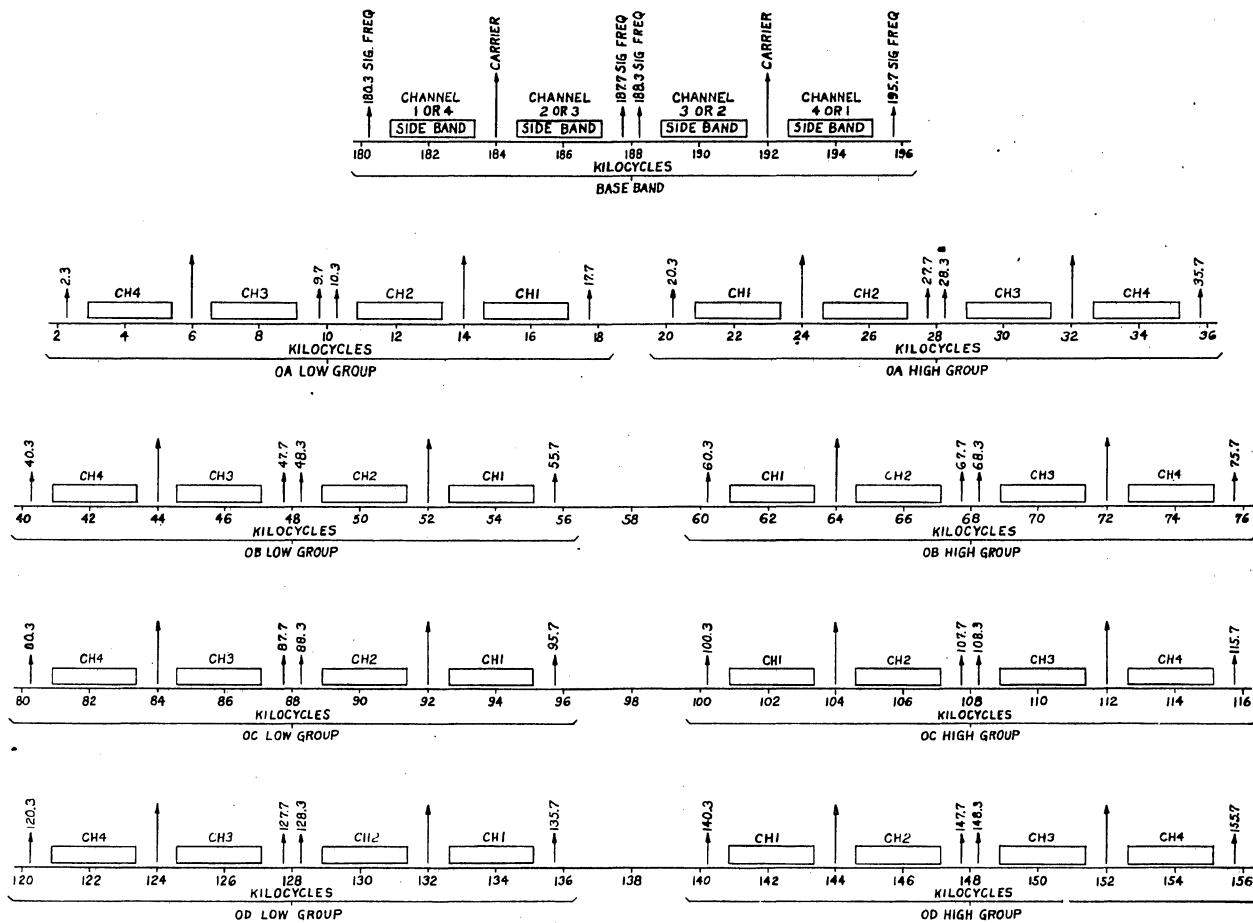 180.3 SIG. FREQ
CARRIER
187.7 SIG FREQ
188.3 SIG FREQ
CARRIER
195.7 SIG FREQ
CHANNEL CHANNEL CHANNEL CHANNEL
1 OR 4 2 OR 3 3 OR 2 4 OR 1
SIDE BAND SIDE BAND SIDE BAND SIDE BAND
180 182 184 186 188 190 192 194 196
KILOCYCLES
BASE BAND
2.3 9.7 10.3 17.7
CH4 CH3 CH2 CH1
2 4 6 8 10 12 14 16 18
KILOCYCLES
OA LOW GROUP
20.3 27.7 28.3 35.7
CH1 CH2 CH3 CH4
20 22 24 26 28 30 32 34 36
KILOCYCLES
OA HIGH GROUP
40.3 47.7 48.3 55.7
CH4 CH3 CH2 CH1
40 42 44 46 48 50 52 54 56 58
KILOCYCLES
OB LOW GROUP
60.3 67.7 68.3 75.7
CH1 CH2 CH3 CH4
60 62 64 66 68 70 72 74 76
KILOCYCLES
OB HIGH GROUP
80.3 87.7 88.3 95.7
CH4 CH3 CH2 CH1
80 82 84 86 88 90 92 94 96 98
KILOCYCLES
OC LOW GROUP
100.3 107.7 108.3 115.7
CH1 CH2 CH3 CH4
100 102 104 106 108 110 112 114 116
KILOCYCLES
OC HIGH GROUP
120.3 127.7 128.3 135.7
CH4 CH3 CH2 CH1
120 122 124 126 128 130 132 134 136 138
KILOCYCLES
OD LOW GROUP
140.3 147.7 148.3 155.7
CH1 CH2 CH3 CH4
140 142 144 146 148 150 152 154 156
KILOCYCLES
OD HIGH GROUP